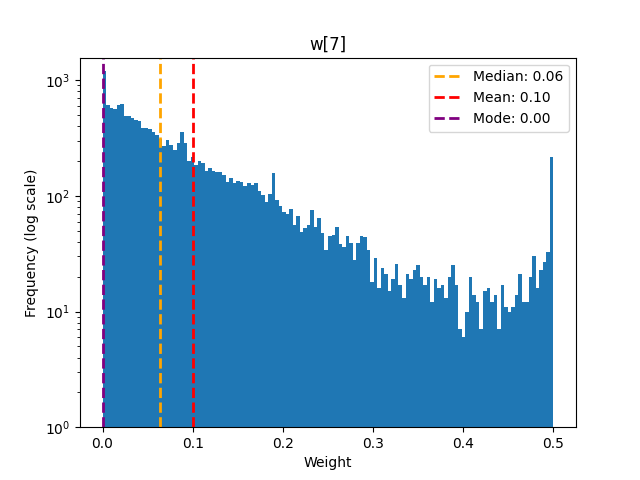 w[7]
Median: 0.06
Mean: 0.10
Mode: 0.00
Frequency (log scale)
10³
10²
10¹
10⁰
0.0 0.1 0.2 0.3 0.4 0.5
Weight